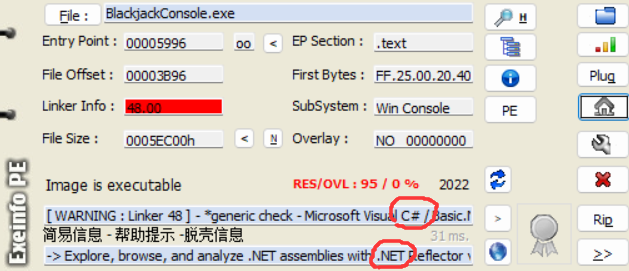 File : BlackjackConsole.exe H
Entry Point : 00005996 oo < EP Section : .text
File Offset : 00003B96 First Bytes : FF.25.00.20.40 Plug
Linker Info : 48.00 SubSystem : Win Console PE
File Size : 0005EC00h < N Overlay : NO 00000000
Image is executable RES/OVL : 95 / 0 % 2022
[ WARNING : Linker 48 ] - *generic check - Microsoft Visual C# / Basic.N > Rip
简易信息 - 帮助提示 -脱壳信息 31 ms.
-> Explore, browse, and analyze .NET assemblies with .NET Reflector v >>
Exeinfo PE